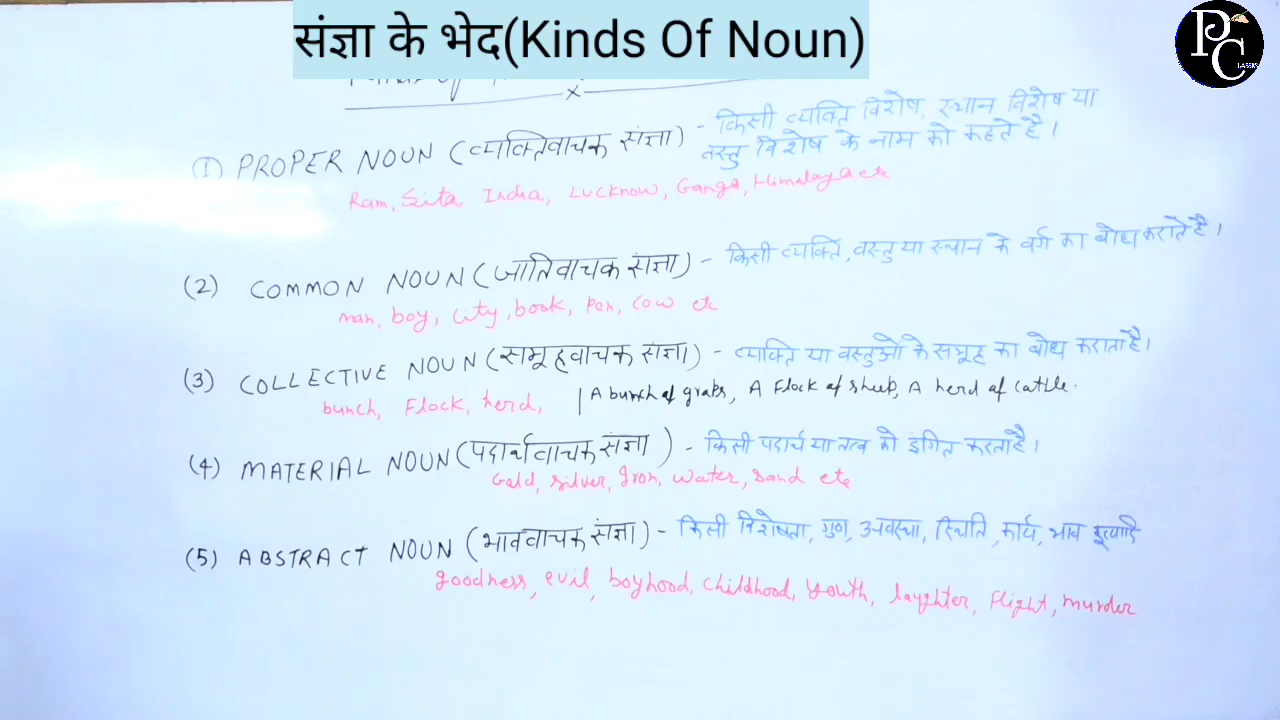 संज्ञा के भेद(Kinds Of Noun)
PC
CLASSES
(1) PROPER NOUN (व्यक्तिवाचक संज्ञा) - किसी व्यक्ति विशेष, स्थान विशेष या
वस्तु विशेष के नाम को कहते है।
Ram, Sita, India, Lucknow, Ganga, Himalaya etc
(2) COMMON NOUN (जातिवाचक संज्ञा) - किसी व्यक्ति, वस्तु या स्थान के वर्ग का बोध कराते है।
man, boy, city, book, Pen, Cow etc
(3) COLLECTIVE NOUN (समूहवाचक संज्ञा) - व्यक्ति या वस्तुओ के समूह का बोध कराता है।
bunch, Flock, herd, | A bunch of graps, A Flock of sheep, A herd of cattle.
(4) MATERIAL NOUN (पदार्थवाचक संज्ञा) - किसी पदार्थ या तत्व को इंगित करता है।
Gold, Silver, Iron, Water, Sand etc
(5) ABSTRACT NOUN (भाववाचक संज्ञा) - किसी विशेषता, गुण, अवस्था, स्थिति, कार्य, भाव इत्यादि
goodness, evil, boyhood, childhood, youth, laughter, Flight, murder